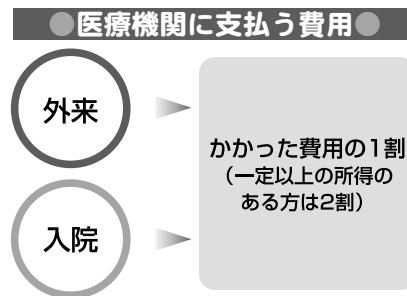 ●医療機関に支払う費用●
外来
かかった費用の1割
（一定以上の所得の
ある方は2割）
入院